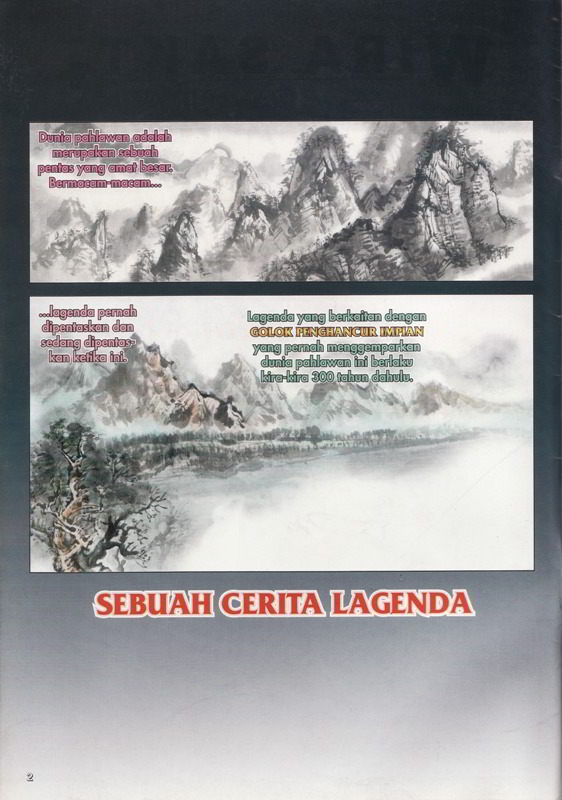 Dunia pahlawan adalah
merupakan sebuah
pentas yang amat besar.
Bermacam-macam...
...lagenda pernah
dipentaskan dan
sedang dipentas-
kan ketika ini.
Lagenda yang berkaitan dengan
GOLOK PENGHANCUR IMPIAN
yang pernah menggemparkan
dunia pahlawan ini berlaku
kira-kira 300 tahun dahulu.
SEBUAH CERITA LAGENDA
2